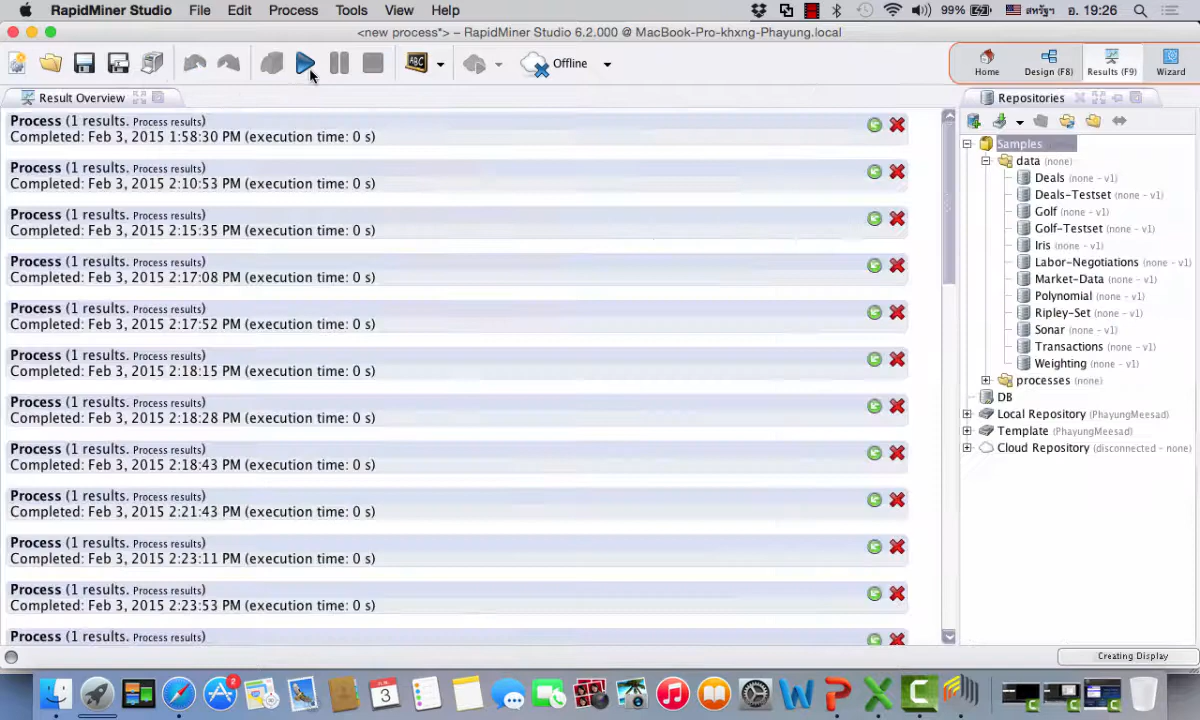 RapidMiner Studio File Edit Process Tools View Help 99% สหรัฐฯ อ. 19:26
<new process*> – RapidMiner Studio 6.2.000 @ MacBook-Pro-khxng-Phayung.local
ABC Offline Home Design (F8) Results (F9) Wizard
Result Overview Repositories
Process (1 results. Process results)
Completed: Feb 3, 2015 1:58:30 PM (execution time: 0 s)
Process (1 results. Process results)
Completed: Feb 3, 2015 2:10:53 PM (execution time: 0 s)
Process (1 results. Process results)
Completed: Feb 3, 2015 2:15:35 PM (execution time: 0 s)
Process (1 results. Process results)
Completed: Feb 3, 2015 2:17:08 PM (execution time: 0 s)
Process (1 results. Process results)
Completed: Feb 3, 2015 2:17:52 PM (execution time: 0 s)
Process (1 results. Process results)
Completed: Feb 3, 2015 2:18:15 PM (execution time: 0 s)
Process (1 results. Process results)
Completed: Feb 3, 2015 2:18:28 PM (execution time: 0 s)
Process (1 results. Process results)
Completed: Feb 3, 2015 2:18:43 PM (execution time: 0 s)
Process (1 results. Process results)
Completed: Feb 3, 2015 2:21:43 PM (execution time: 0 s)
Process (1 results. Process results)
Completed: Feb 3, 2015 2:23:11 PM (execution time: 0 s)
Process (1 results. Process results)
Completed: Feb 3, 2015 2:23:53 PM (execution time: 0 s)
Process (1 results. Process results)
Samples
data (none)
Deals (none – v1)
Deals-Testset (none – v1)
Golf (none – v1)
Golf-Testset (none – v1)
Iris (none – v1)
Labor-Negotiations (none – v1)
Market-Data (none – v1)
Polynomial (none – v1)
Ripley-Set (none – v1)
Sonar (none – v1)
Transactions (none – v1)
Weighting (none – v1)
processes (none)
DB
Local Repository (PhayungMeesad)
Template (PhayungMeesad)
Cloud Repository (disconnected – none)
Creating Display
2
3